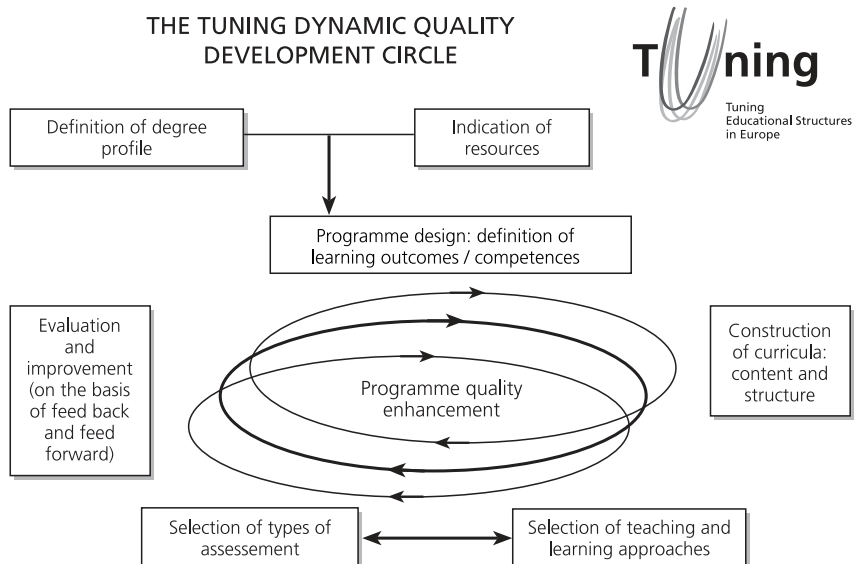 THE TUNING DYNAMIC QUALITY
DEVELOPMENT CIRCLE
Tuning
Tuning
Educational Structures
in Europe
Definition of degree
profile
Indication of
resources
Programme design: definition of
learning outcomes / competences
Evaluation
and
improvement
(on the basis
of feed back
and feed
forward)
Programme quality
enhancement
Construction
of curricula:
content and
structure
Selection of types of
assessement
Selection of teaching and
learning approaches